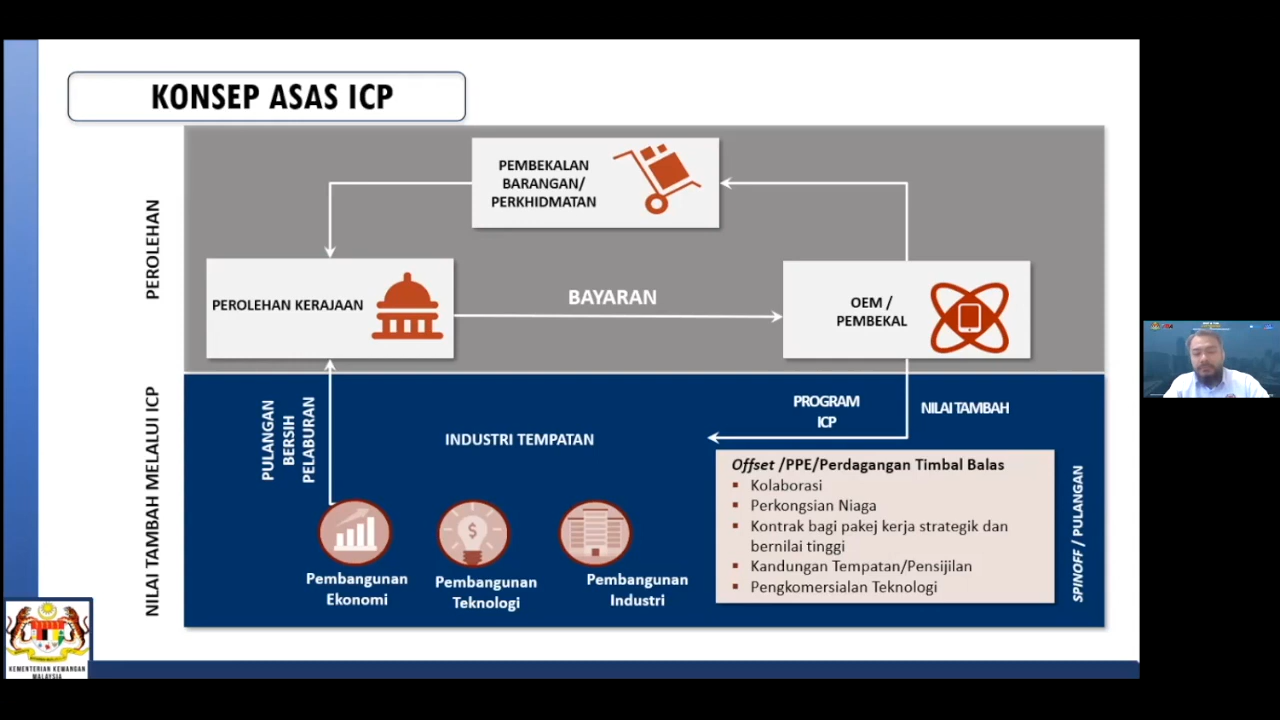 KONSEP ASAS ICP
PEROLEHAN
PEMBEKALAN
BARANGAN/
PERKHIDMATAN
PEROLEHAN KERAJAAN
BAYARAN
OEM /
PEMBEKAL
NILAI TAMBAH MELALUI ICP
PULANGAN
BERSIH
PELABURAN
INDUSTRI TEMPATAN
PROGRAM
ICP
NILAI TAMBAH
Offset /PPE/Perdagangan Timbal Balas
▪ Kolaborasi
▪ Perkongsian Niaga
▪ Kontrak bagi pakej kerja strategik dan
bernilai tinggi
▪ Kandungan Tempatan/Pensijilan
▪ Pengkomersialan Teknologi
SPINOFF / PULANGAN
Pembangunan
Ekonomi
Pembangunan
Teknologi
Pembangunan
Industri
KEMENTERIAN KEWANGAN
MALAYSIA